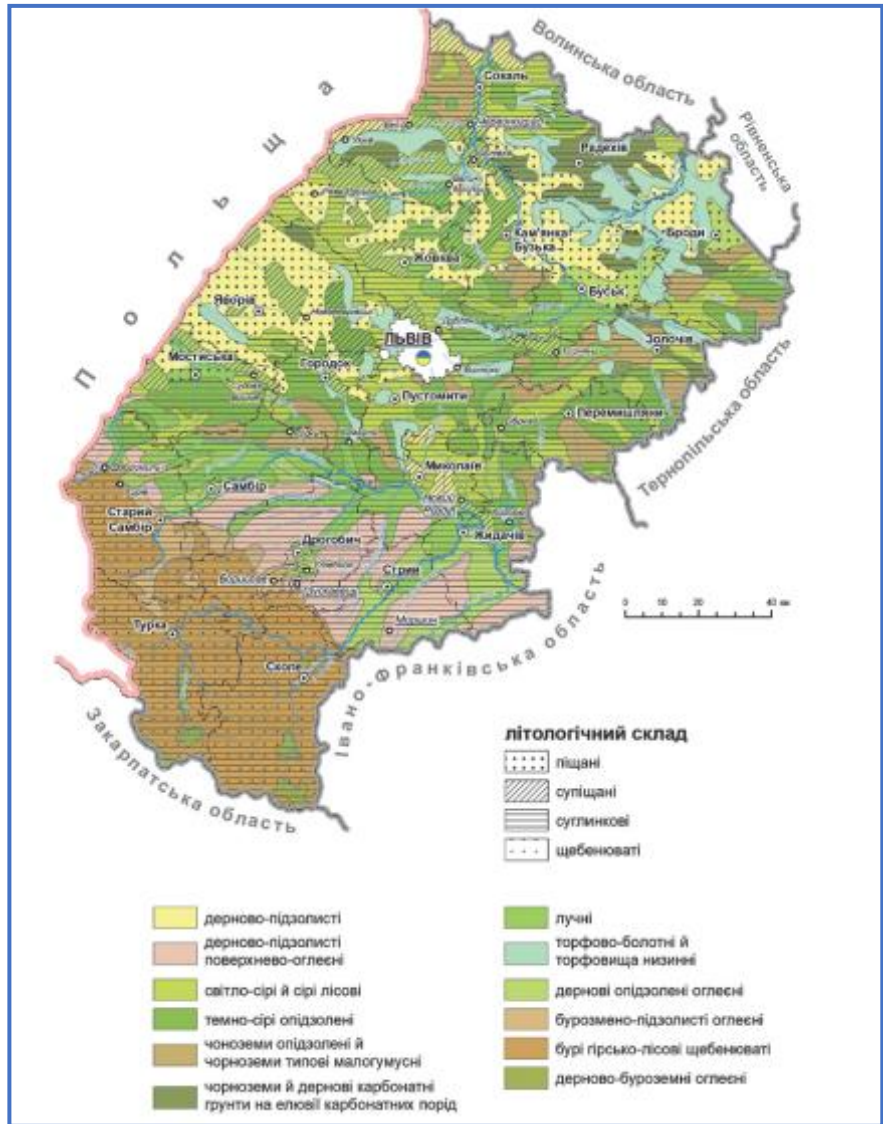 Волинська область
Рівненська область
Польща
Сокаль
Радехів
Кам'янка
Бузька
Броди
Жовква
Буськ
Яворів
ЛЬВІВ
Золочів
Мостиська
Городок
Пустомити
Перемишляни
Тернопільська область
Миколаїв
Самбір
Старий
Самбір
Жидачів
Дрогобич
Стрий
Турка
Сколе
0 20 40 км
Івано-Франківська область
Закарпатська область
літологічний склад
піщані
супіщані
суглинкові
щебенюваті
дерново-підзолисті
дерново-підзолисті
поверхнево-оглеєні
світло-сірі й сірі лісові
темно-сірі опідзолені
чоноземи опідзолені й
чорноземи типові малогумусні
чорноземи й дернові карбонатні
грунти на елювії карбонатних порід
лучні
торфово-болотні й
торфовища низинні
дернові опідзолені оглеєні
бурозмено-підзолисті оглеєні
бурі гірсько-лісові щебенюваті
дерново-буроземні оглеєні